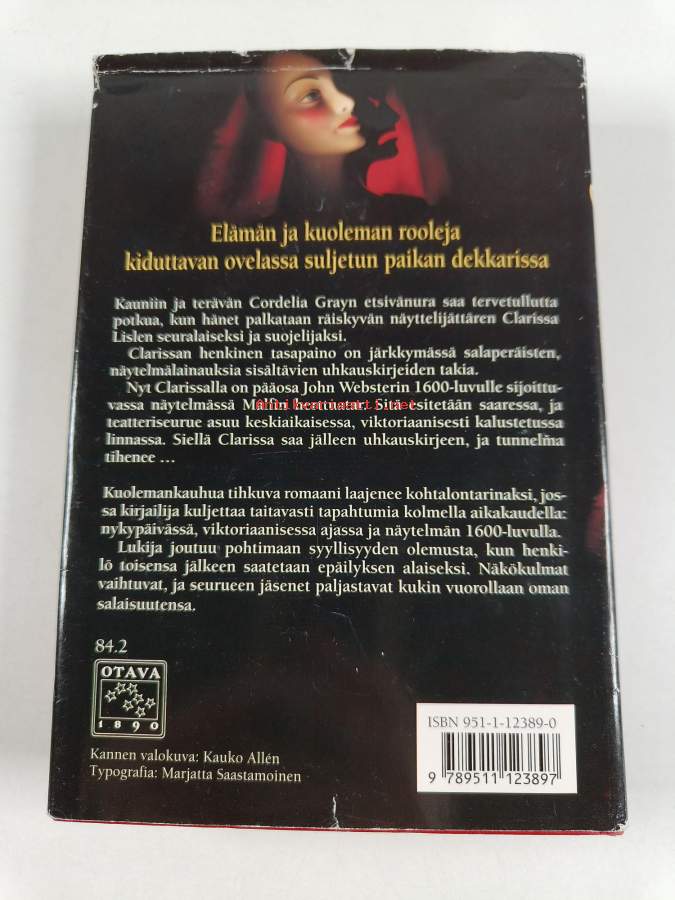 Elämän ja kuoleman rooleja
kiduttavan ovelassa suljetun paikan dekkarissa
Kauniin ja terävän Cordelia Grayn etsivänura saa tervetullutta
potkua, kun hänet palkataan räiskyvän näyttelijättären Clarissa
Lislen seuralaiseksi ja suojelijaksi.
Clarissan henkinen tasapaino on järkkymässä salaperäisten,
näytelmälainauksia sisältävien uhkauskirjeiden takia.
Nyt Clarissalla on pääosa John Websterin 1600-luvulle sijoittu-
vassa näytelmässä Malfin herttuatar. Sitä esitetään saaressa, ja
teatteriseurue asuu keskiaikaisessa, viktoriaanisesti kalustetussa
linnassa. Siellä Clarissa saa jälleen uhkauskirjeen, ja tunnelma
tihenee ...
Kuolemankauhua tihkuva romaani laajenee kohtalontarinaksi, jos-
sa kirjailija kuljettaa taitavasti tapahtumia kolmella aikakaudella:
nykypäivässä, viktoriaanisessa ajassa ja näytelmän 1600-luvulla.
Lukija joutuu pohtimaan syyllisyyden olemusta, kun henki-
lö toisensa jälkeen saatetaan epäilyksen alaiseksi. Näkökulmat
vaihtuvat, ja seurueen jäsenet paljastavat kukin vuorollaan oman
salaisuutensa.
84.2
OTAVA
1890
Kannen valokuva: Kauko Allén
Typografia: Marjatta Saastamoinen
ISBN 951-1-12389-0
9 789511 123897